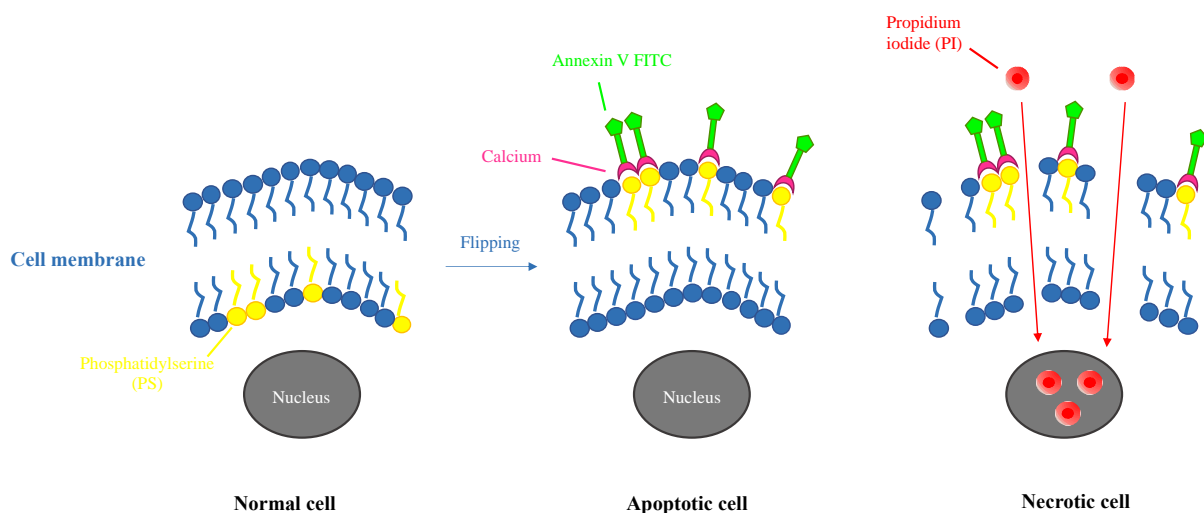 Propidium
iodide (PI)
Annexin V FITC
Calcium
Cell membrane
Flipping
Phosphatidylserine
(PS)
Nucleus
Nucleus
Normal cell
Apoptotic cell
Necrotic cell